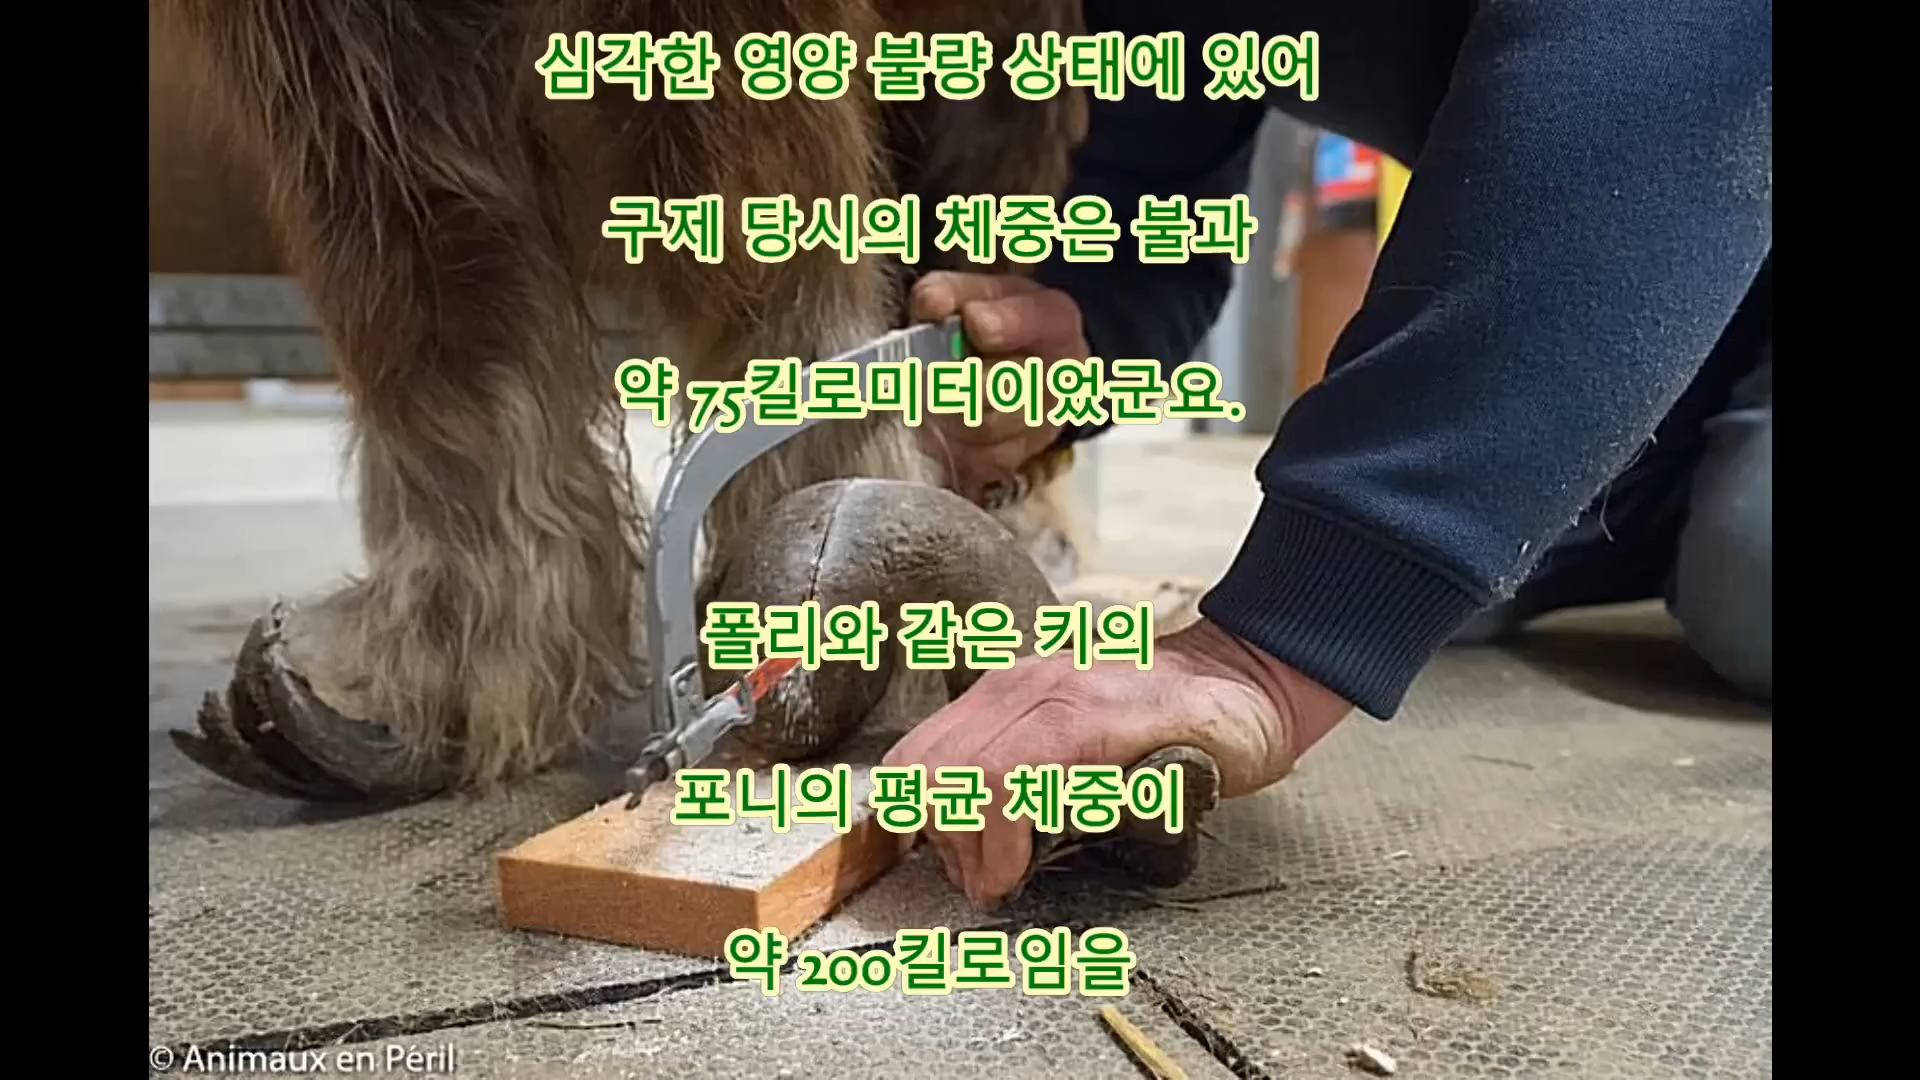 심각한 영양 불량 상태에 있어
구제 당시의 체중은 불과
약 75킬로미터이었군요.
폴리와 같은 키의
포니의 평균 체중이
약 200킬로임을
© Animaux en Péril